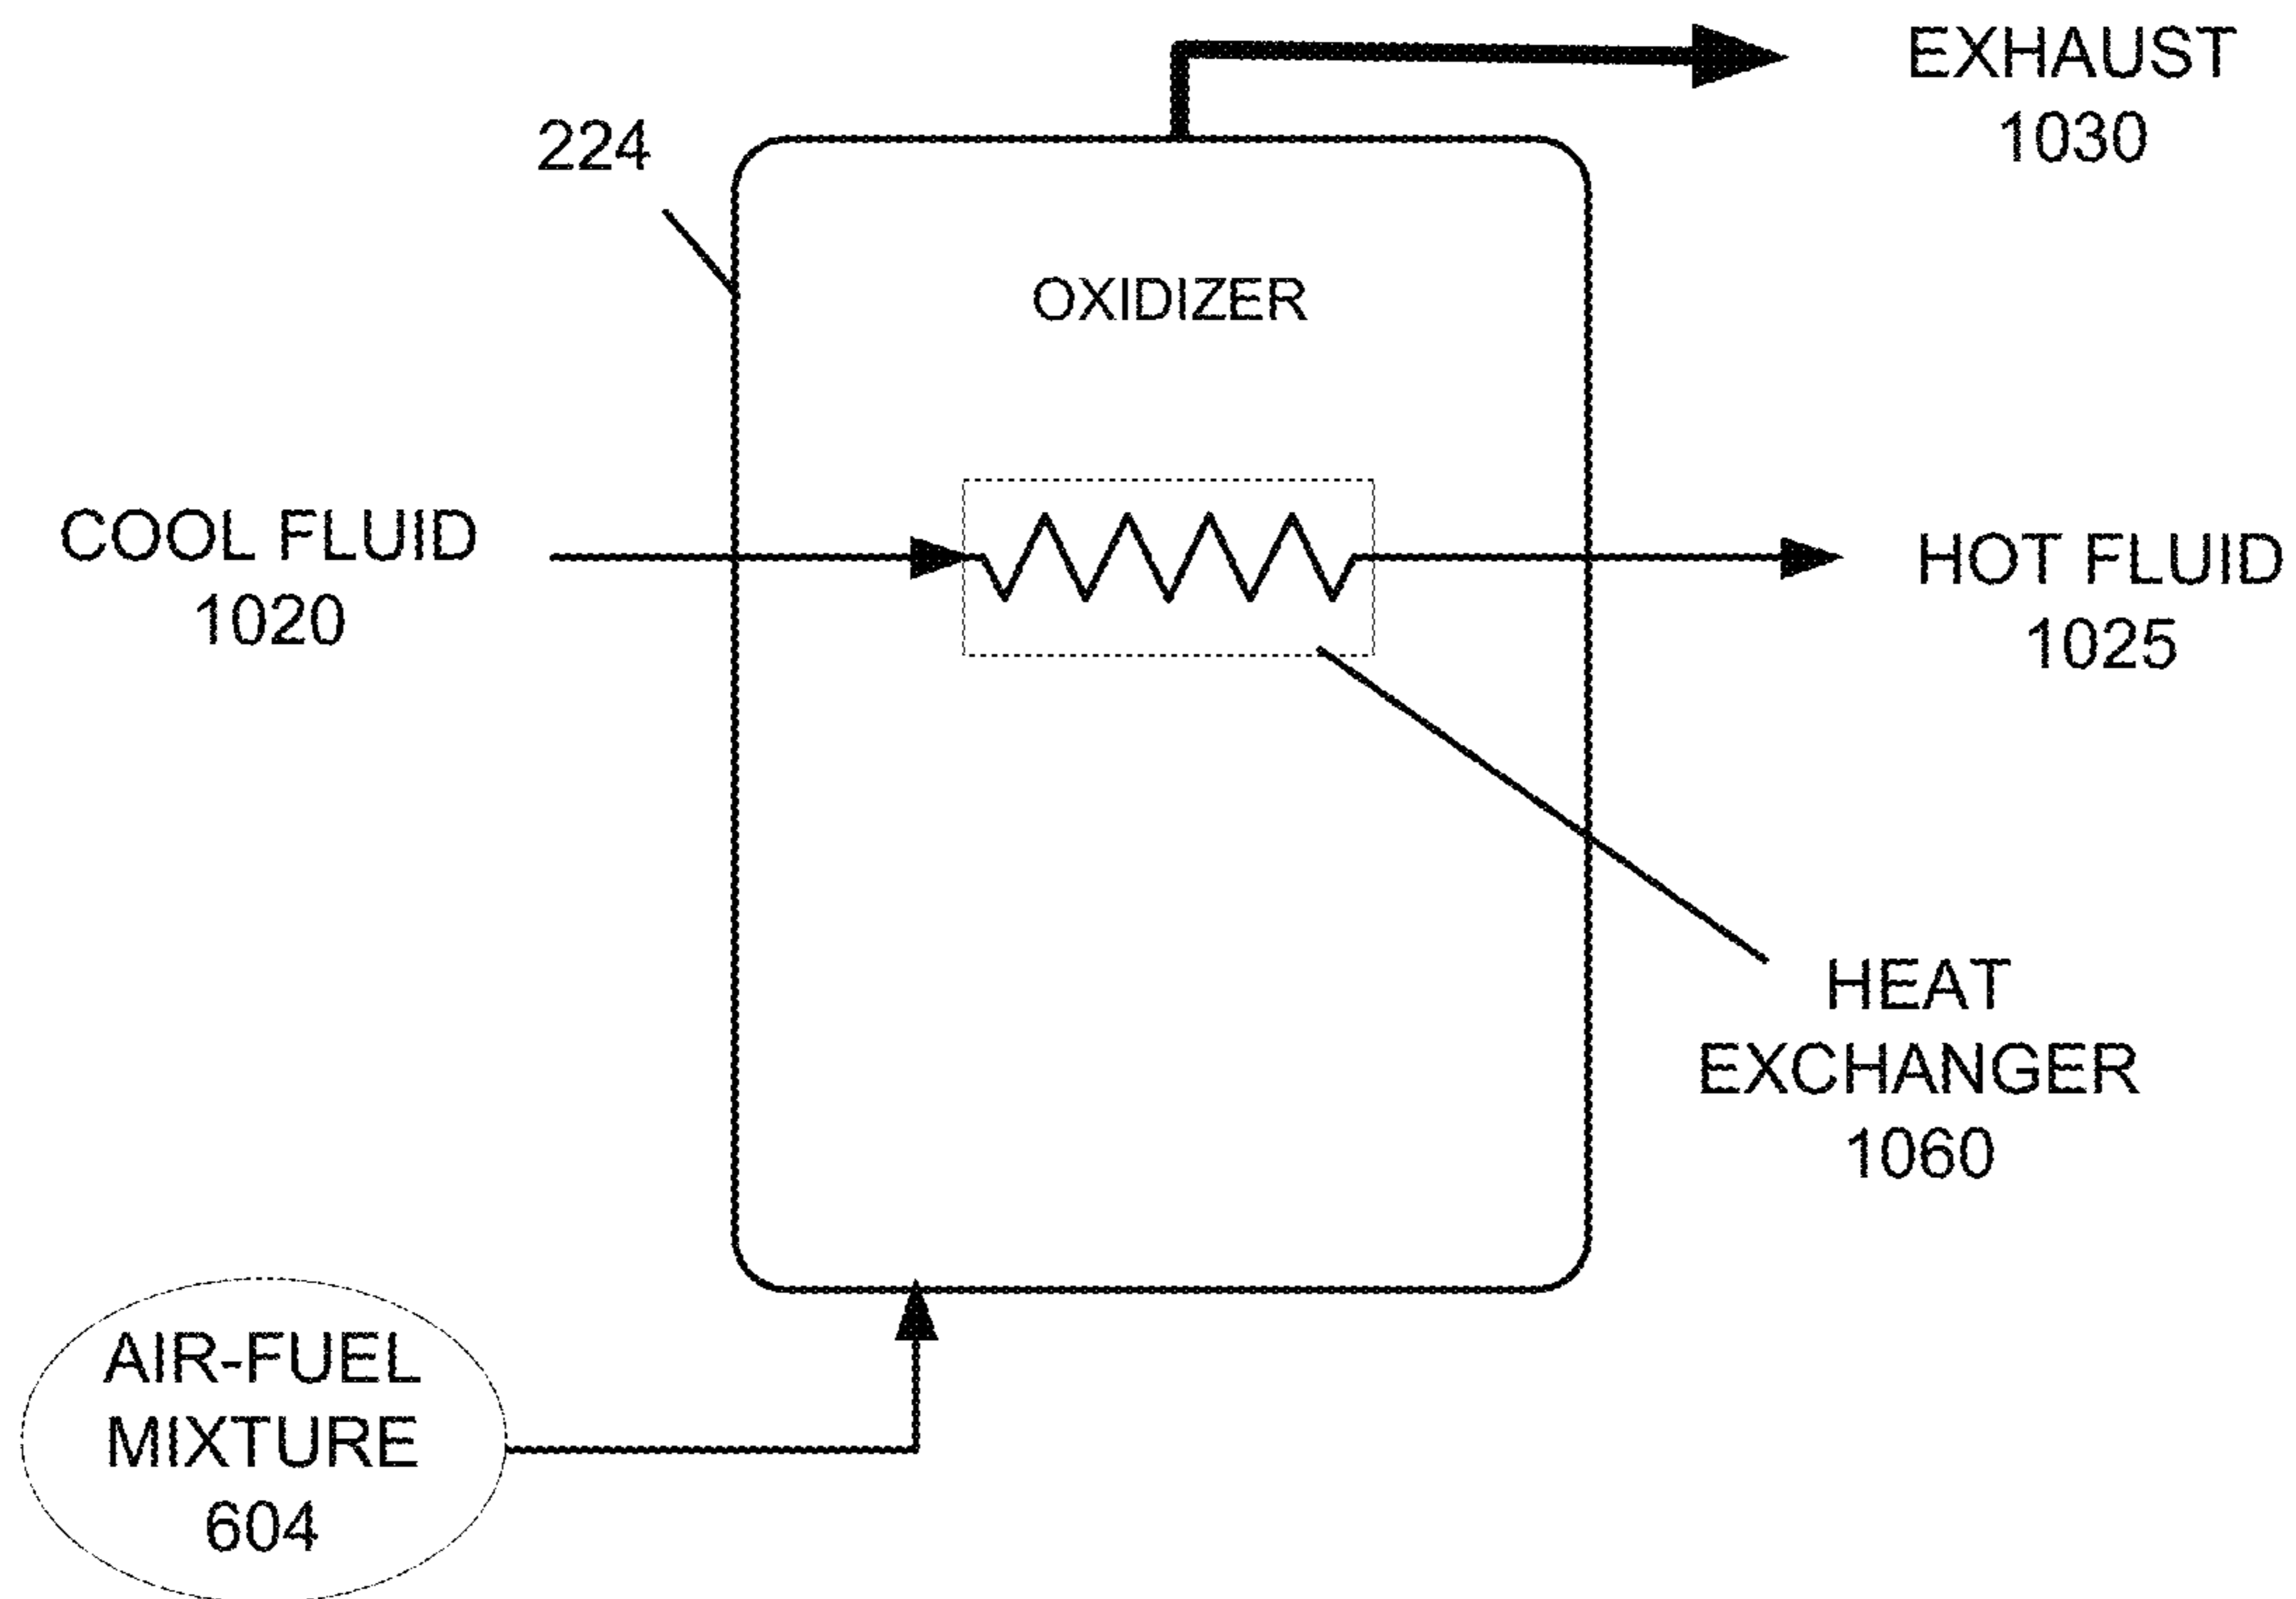 EXHAUST
1030
224
OXIDIZER
COOL FLUID
1020
HOT FLUID
1025
HEAT
EXCHANGER
1060
AIR-FUEL
MIXTURE
604